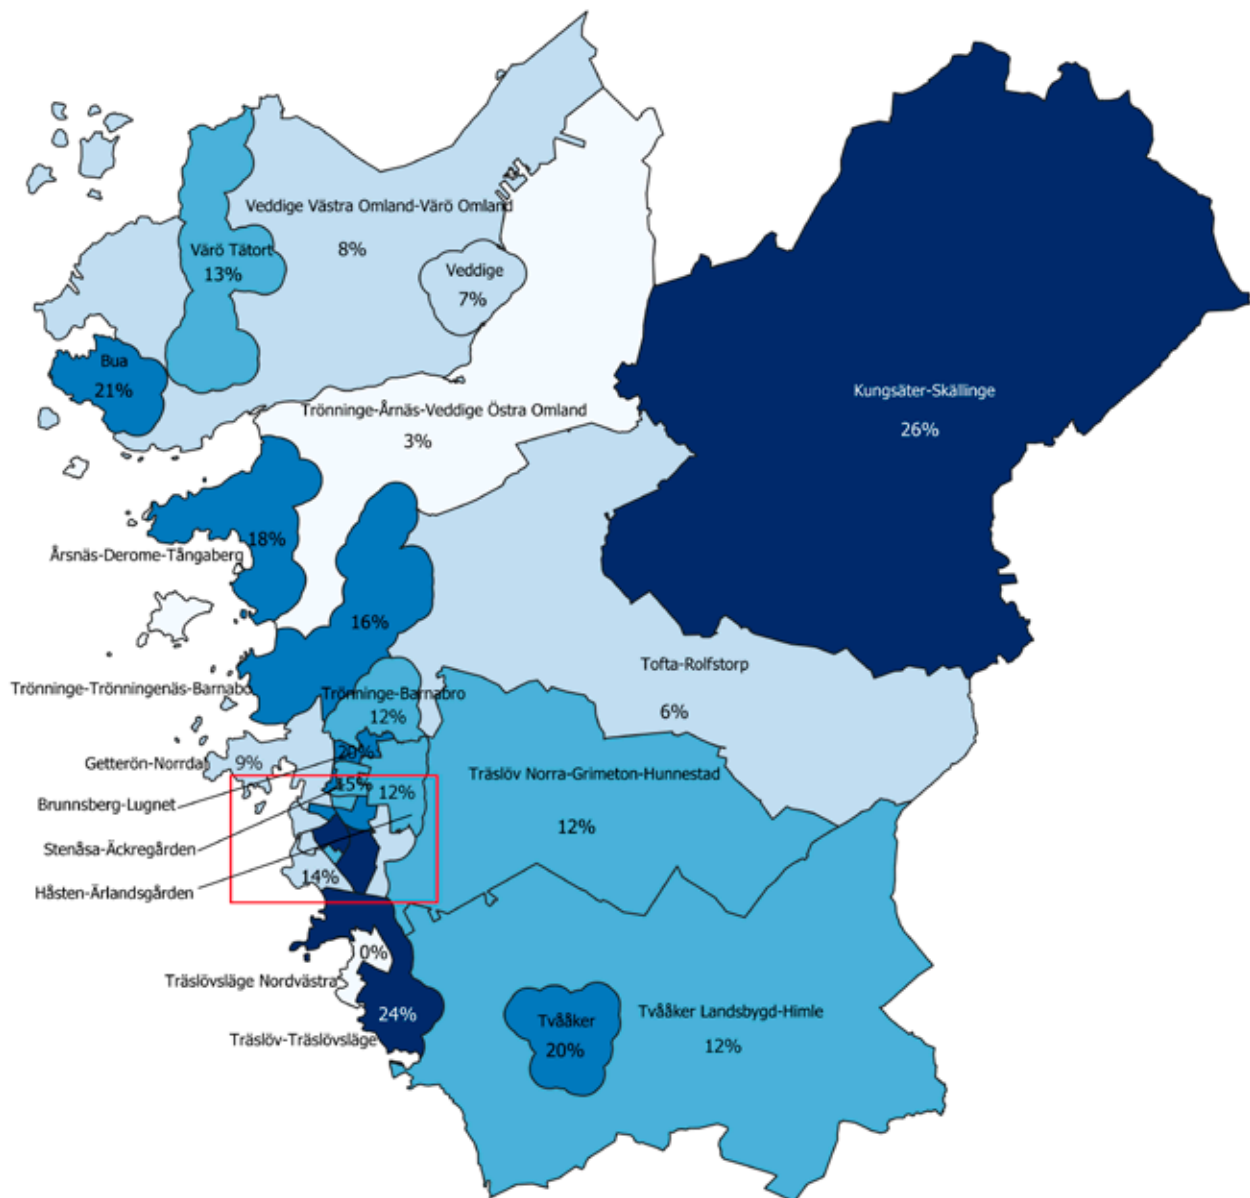 Veddige Västra Omland-Värö Omland
8%
Värö Tätort
13%
Veddige
7%
Bua
21%
Kungsäter-Skällinge
26%
Trönninge-Årnäs-Veddige Östra Omland
3%
18%
Årsnäs-Derome-Tångaberg
16%
Tofta-Rolfstorp
6%
Trönninge-Trönningenäs-Barnabo
Trönninge-Barnabro
12%
Getterön-Norrdal
9%
20%
Träslöv Norra-Grimeton-Hunnestad
12%
15%
12%
Brunnsberg-Lugnet
Stenåsa-Äckregården
Håsten-Ärlandsgården
14%
0%
Träslövsläge Nordvästra
24%
Träslöv-Träslövsläge
Tvååker
20%
Tvååker Landsbygd-Himle
12%